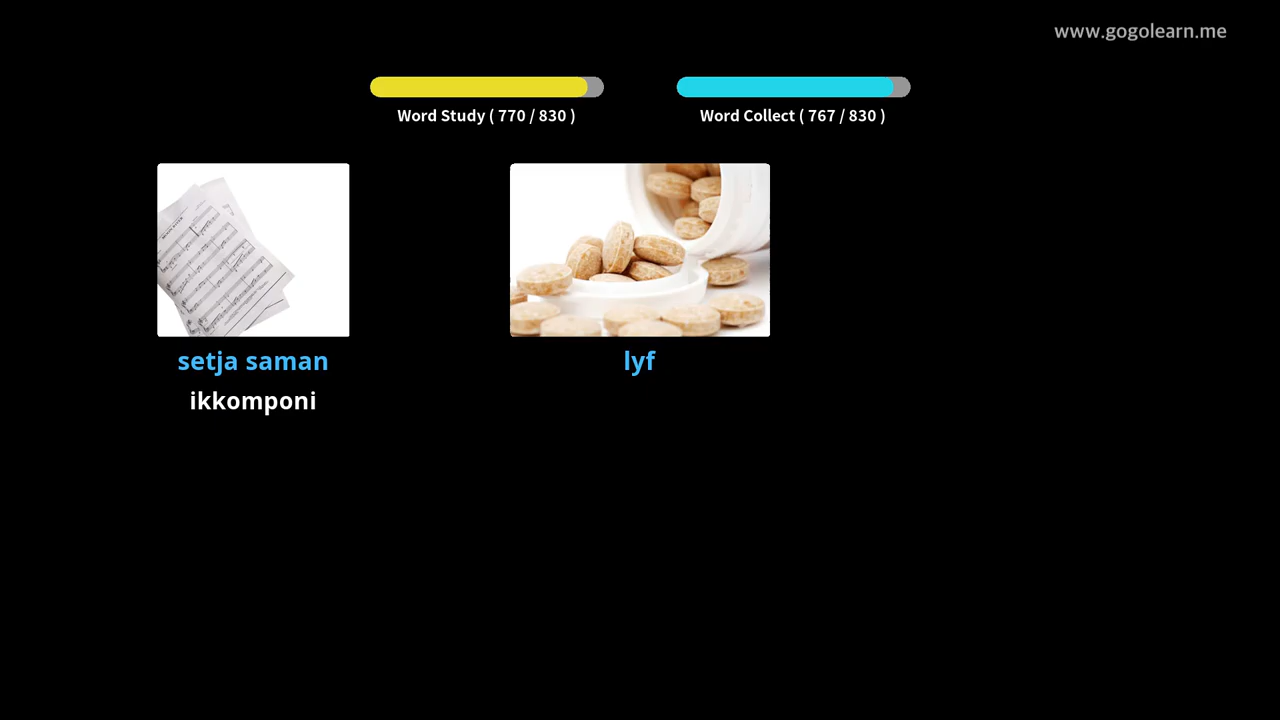 www.gogolearn.me
Word Study ( 770 / 830 )
Word Collect ( 767 / 830 )
setja saman
lyf
ikkomponi